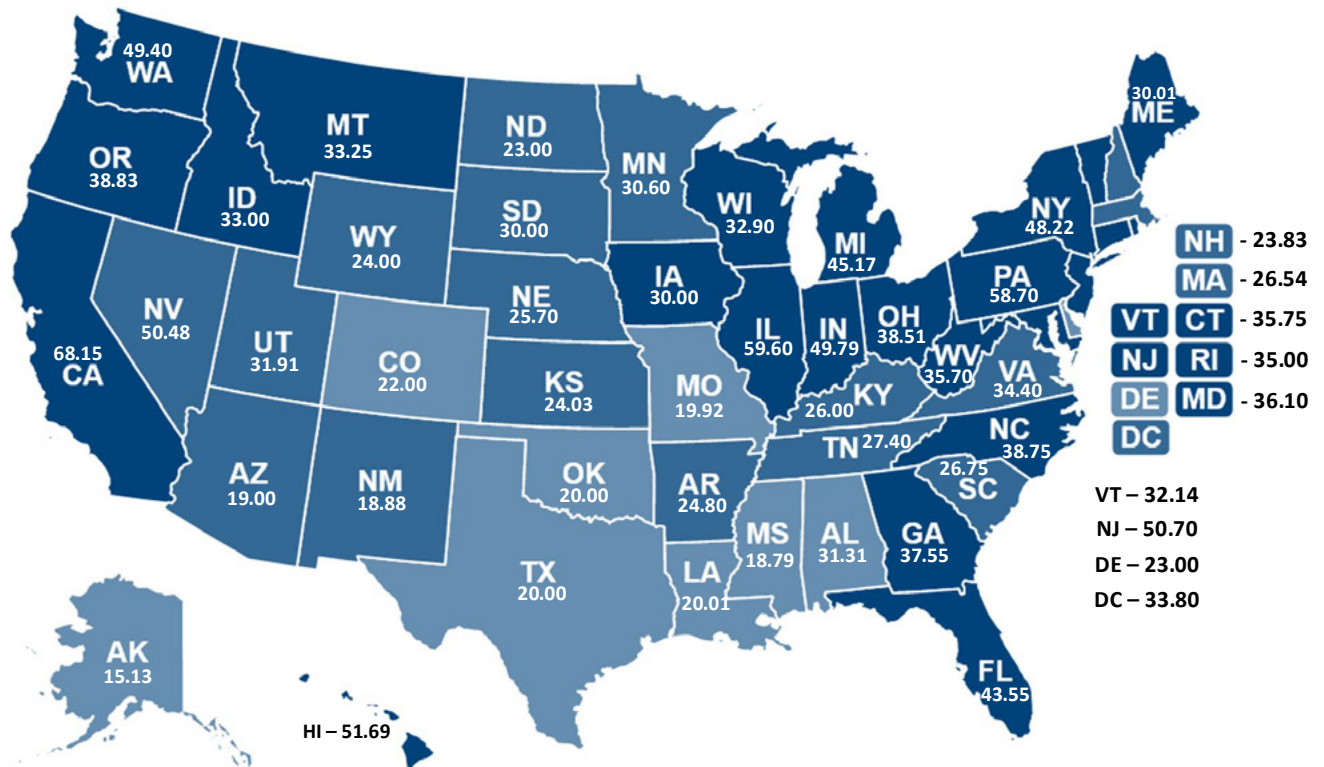 49.40
WA
OR
38.83
68.15
CA
ID
33.00
NV
50.48
MT
33.25
WY
24.00
UT
31.91
AZ
19.00
CO
22.00
NM
18.88
ND
23.00
SD
30.00
NE
25.70
KS
24.03
OK
20.00
TX
20.00
MN
30.60
IA
30.00
MO
19.92
AR
24.80
LA
20.01
WI
32.90
IL
59.60
MI
45.17
IN
49.79
OH
38.51
26.00 KY
TN 27.40
MS
18.79
AL
31.31
GA
37.55
FL
43.55
26.75
SC
NC
38.75
VA
34.40
WV
35.70
PA
58.70
NY
48.22
30.01
ME
NH - 23.83
MA - 26.54
VT CT - 35.75
NJ RI - 35.00
DE MD - 36.10
DC
VT – 32.14
NJ – 50.70
DE – 23.00
DC – 33.80
AK
15.13
HI – 51.69